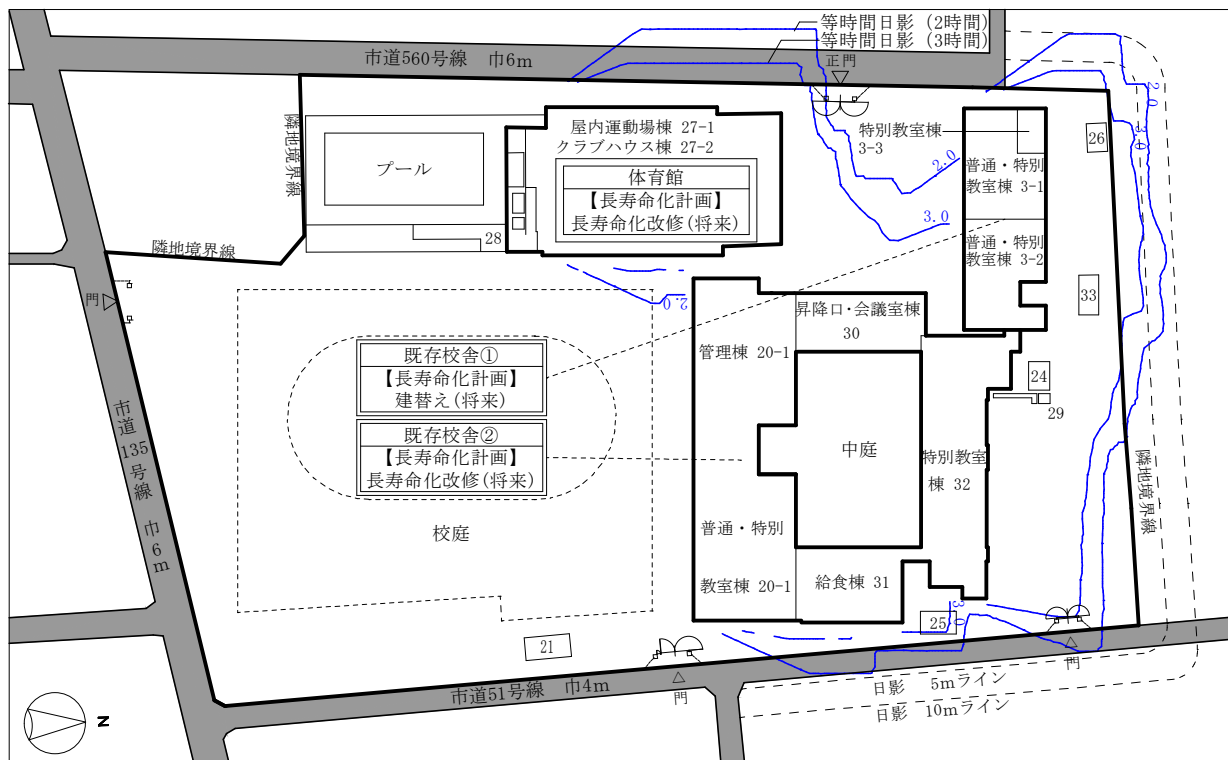 等時間日影 (2時間)
等時間日影 (3時間)
市道560号線 巾6m
正門
隣地境界線
プール
屋内運動場棟 27-1
クラブハウス棟 27-2
体育館
【長寿命化計画】
長寿命化改修(将来)
28
特別教室棟
3-3
普通・特別
教室棟 3-1
普通・特別
教室棟 3-2
2.0
3.0
2.0
3.0
26
33
隣地境界線
門
2.0
昇降口・会議室棟
30
管理棟 20-1
既存校舎①
【長寿命化計画】
建替え(将来)
既存校舎②
【長寿命化計画】
長寿命化改修(将来)
校庭
中庭
特別教室
棟 32
24
29
隣地境界線
市道135号線 巾6m
普通・特別
教室棟 20-1
給食棟 31
25
3.0
21
市道51号線 巾4m
門
門
日影 5mライン
日影 10mライン
N